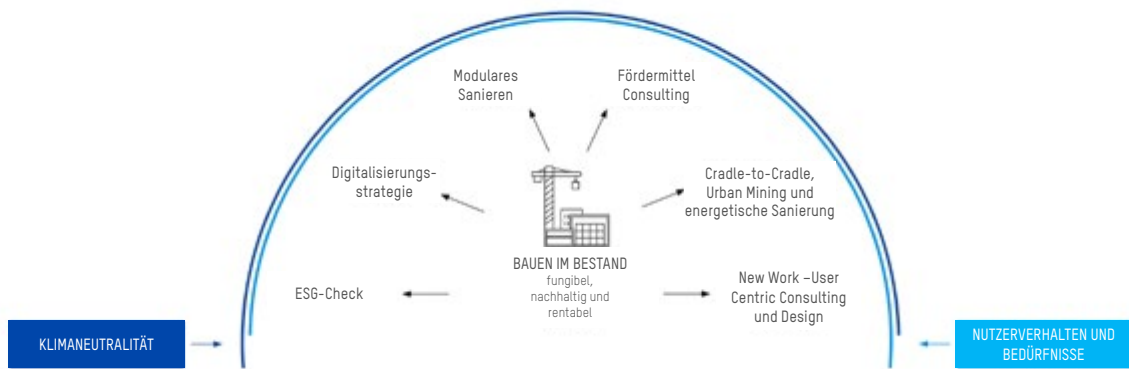 Modulares
Sanieren
Fördermittel
Consulting
Digitalisierungs-
strategie
Cradle-to-Cradle,
Urban Mining und
energetische Sanierung
BAUEN IM BESTAND
fungibel,
nachhaltig und
rentabel
ESG-Check
New Work –User
Centric Consulting
und Design
KLIMANEUTRALITÄT
NUTZERVERHALTEN UND
BEDÜRFNISSE